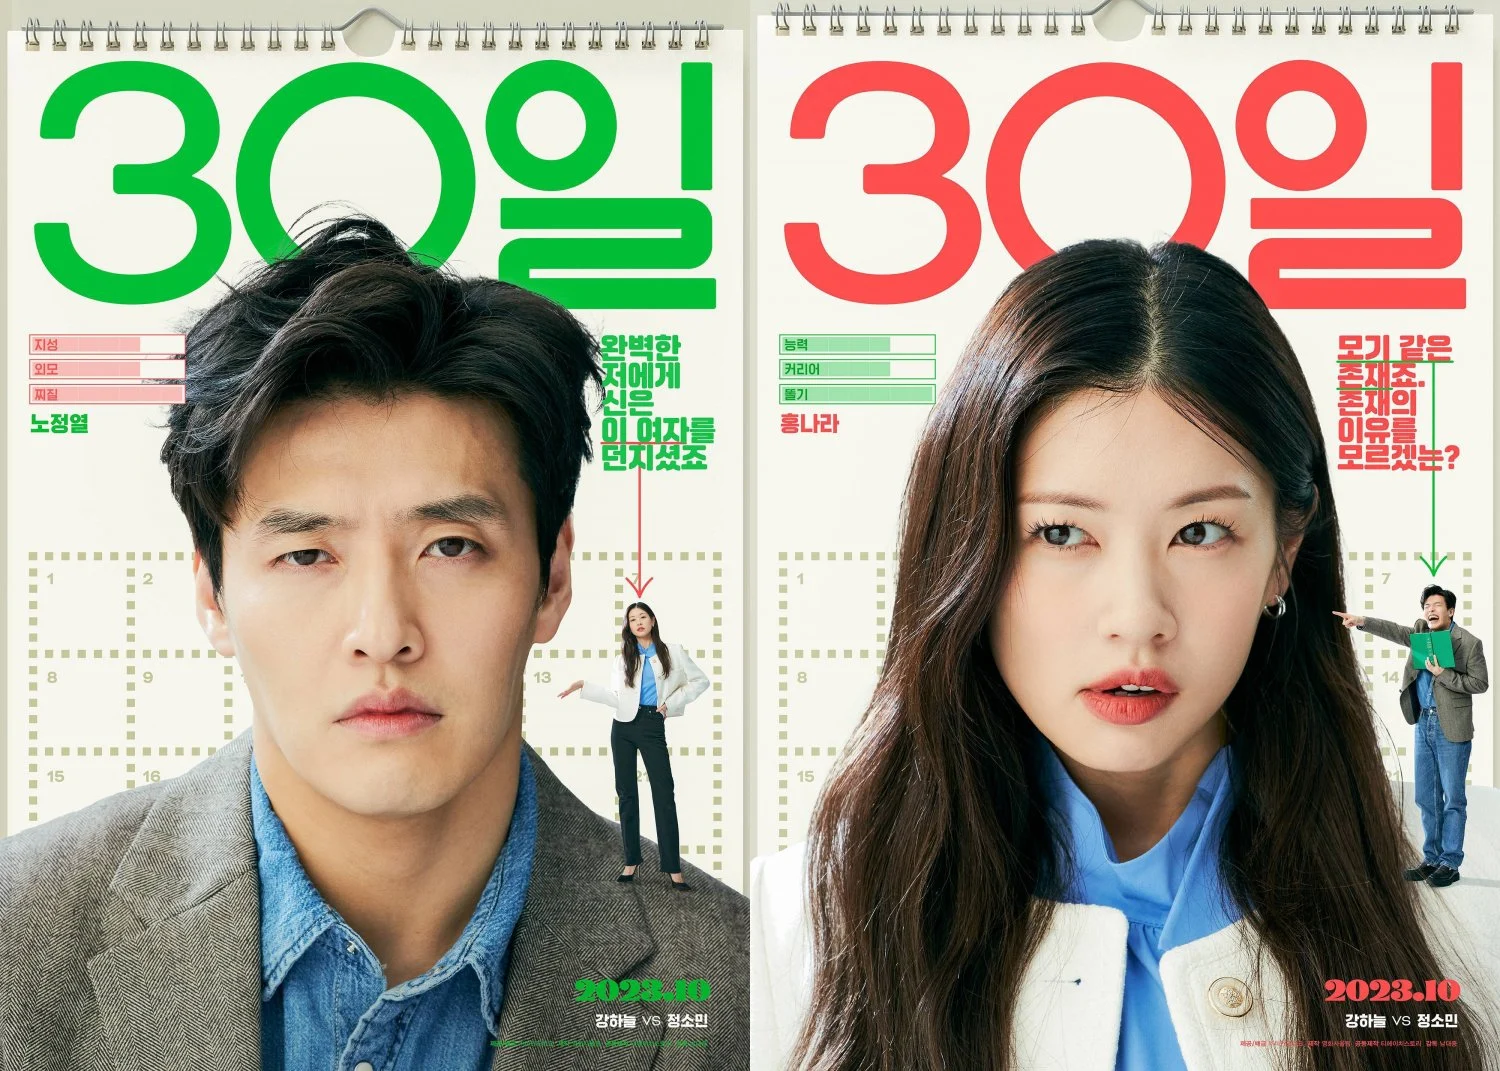 30일
지성
외모
찌질
노정열
완벽한
저에게
신은
이 여자를
던지셨죠
1
2
7
8
9
13
15
16
21
2023.10
강하늘 VS 정소민
30일
능력
커리어
똘기
홍나라
모기 같은
존재죠.
존재의
이유를
모르겠는?
1
7
8
14
15
21
2023.10
강하늘 VS 정소민